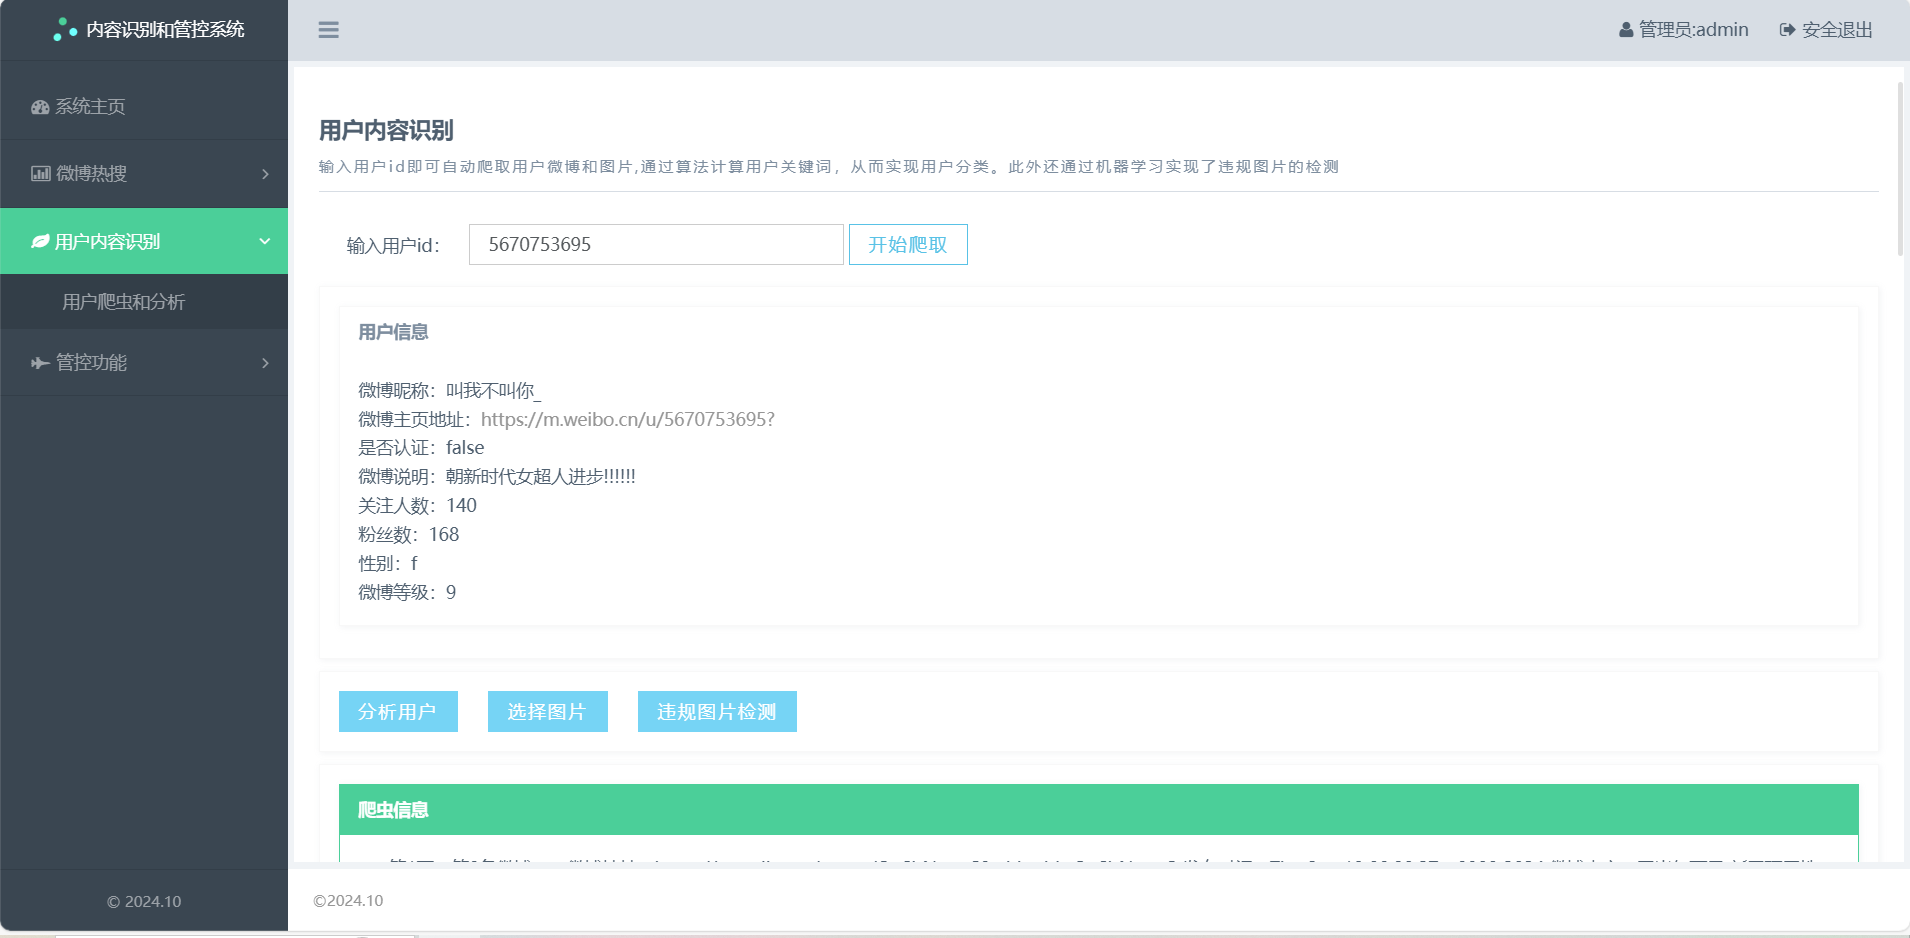 内容识别和管控系统
管理员:admin
安全退出
系统主页
微博热搜
用户内容识别
用户爬虫和分析
管控功能
© 2024.10
用户内容识别
输入用户id即可自动爬取用户微博和图片,通过算法计算用户关键词，从而实现用户分类。此外还通过机器学习实现了违规图片的检测
输入用户id：
5670753695
开始爬取
用户信息
微博昵称：叫我不叫你_
微博主页地址：https://m.weibo.cn/u/5670753695?
是否认证：false
微博说明：朝新时代女超人进步!!!!!!
关注人数：140
粉丝数：168
性别：f
微博等级：9
分析用户
选择图片
违规图片检测
爬虫信息
©2024.10